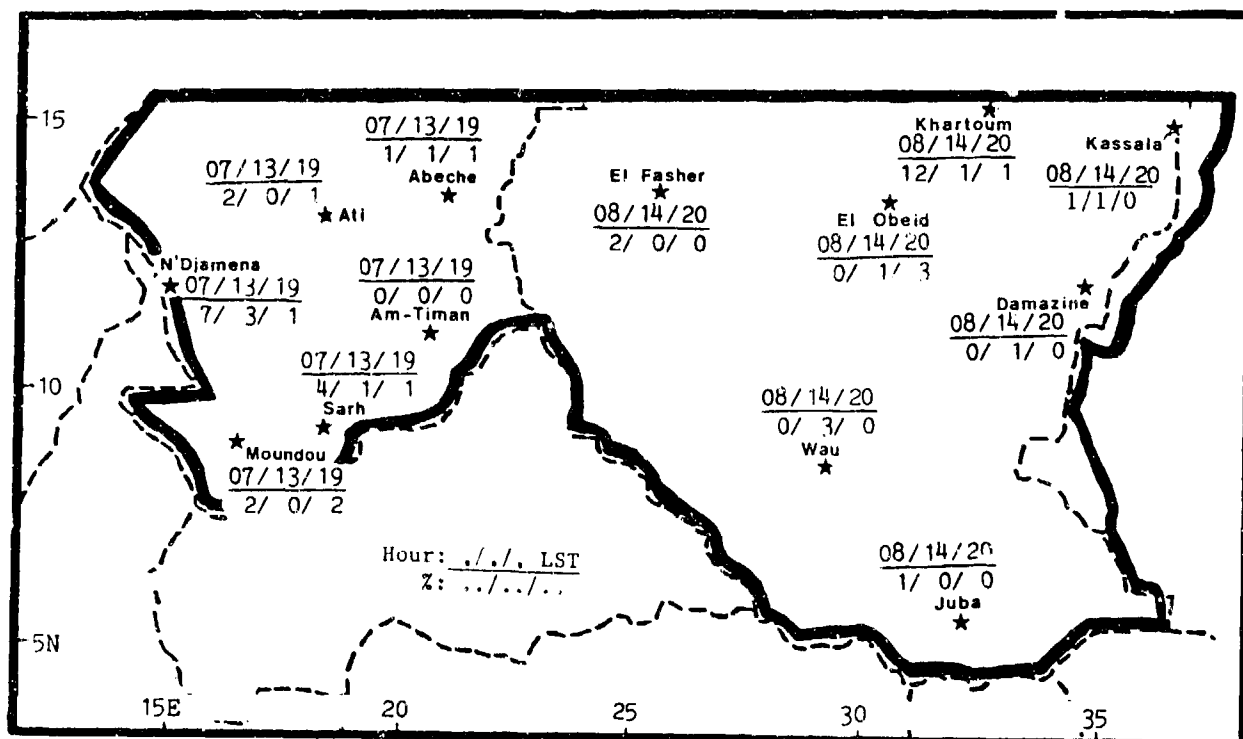 15
07/13/19
1/ 1/ 1
Abeche
07/13/19
2/ 0/ 1
Ati
El Fasher
08/14/20
2/ 0/ 0
Khartoum
08/14/20
12/ 1/ 1
Kassala
08/14/20
1/1/0
El Obeid
08/14/20
0/ 1/ 3
N'Djamena
07/13/19
7/ 3/ 1
07/13/19
0/ 0/ 0
Am-Timan
Damazine
08/14/20
0/ 1/ 0
10
07/13/19
4/ 1/ 1
Sarh
08/14/20
0/ 3/ 0
Wau
Moundou
07/13/19
2/ 0/ 2
Hour: ././. LST
%: ../../..
08/14/20
1/ 0/ 0
Juba
5N
15E
20
25
30
35